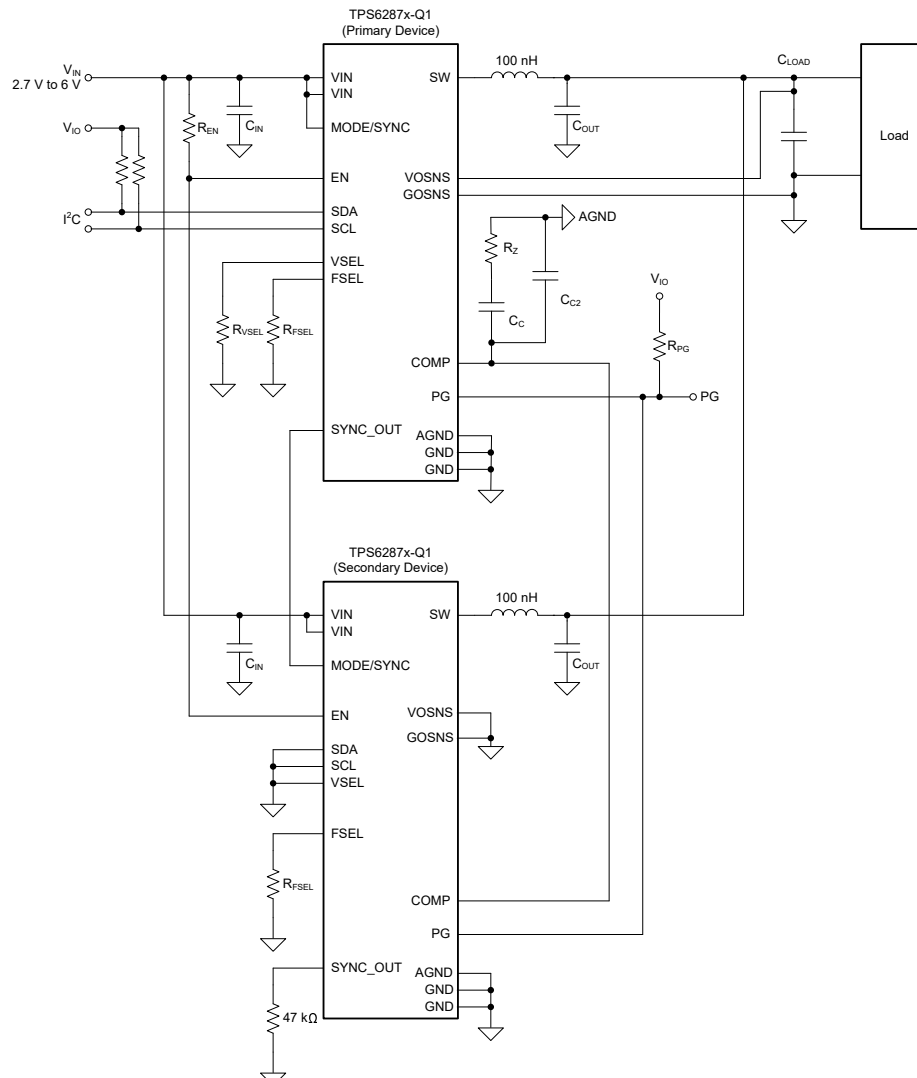 TPS6287x-Q1
(Primary Device)
V_IN
2.7 V to 6 V
V_IO
I²C
R_EN
C_IN
VIN
VIN
MODE/SYNC
EN
SDA
SCL
VSEL
FSEL
R_VSEL
R_FSEL
SYNC_OUT
SW
VOSNS
GOSNS
COMP
PG
AGND
GND
GND
100 nH
C_OUT
C_LOAD
Load
AGND
R_Z
C_C
C_C2
V_IO
R_PG
PG
TPS6287x-Q1
(Secondary Device)
C_IN
VIN
VIN
MODE/SYNC
EN
SDA
SCL
VSEL
FSEL
R_FSEL
SYNC_OUT
47 kΩ
SW
VOSNS
GOSNS
COMP
PG
AGND
GND
GND
100 nH
C_OUT